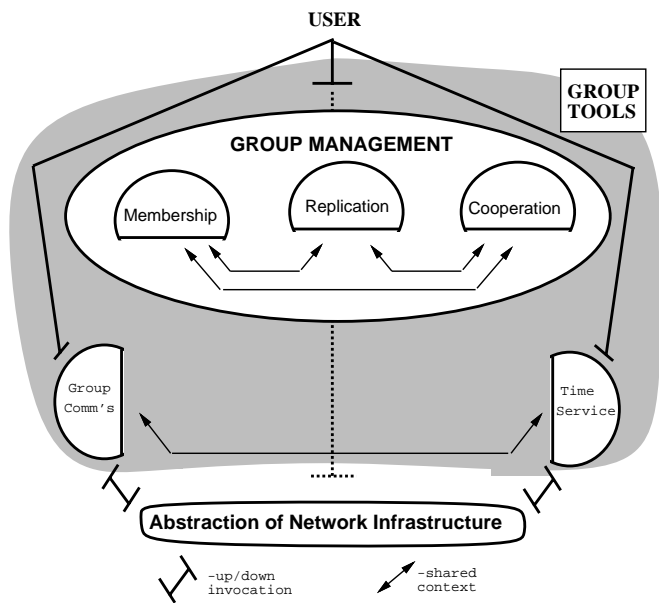 USER
GROUP
TOOLS
GROUP MANAGEMENT
Membership
Replication
Cooperation
Group
Comm's
Time
Service
Abstraction of Network Infrastructure
-up/down
invocation
-shared
context